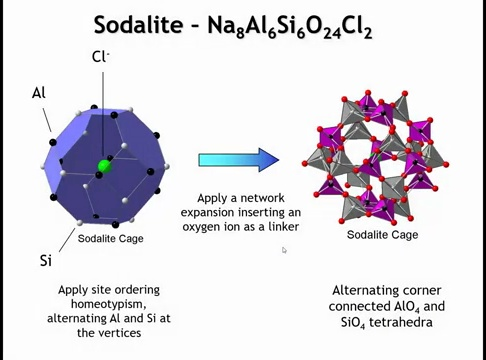 Sodalite – Na₈Al₆Si₆O₂₄Cl₂
Cl⁻
Al
Sodalite Cage
Si
Apply site ordering
homeotypism,
alternating Al and Si at
the vertices
Apply a network
expansion inserting an
oxygen ion as a linker
Sodalite Cage
Alternating corner
connected AlO₄ and
SiO₄ tetrahedra